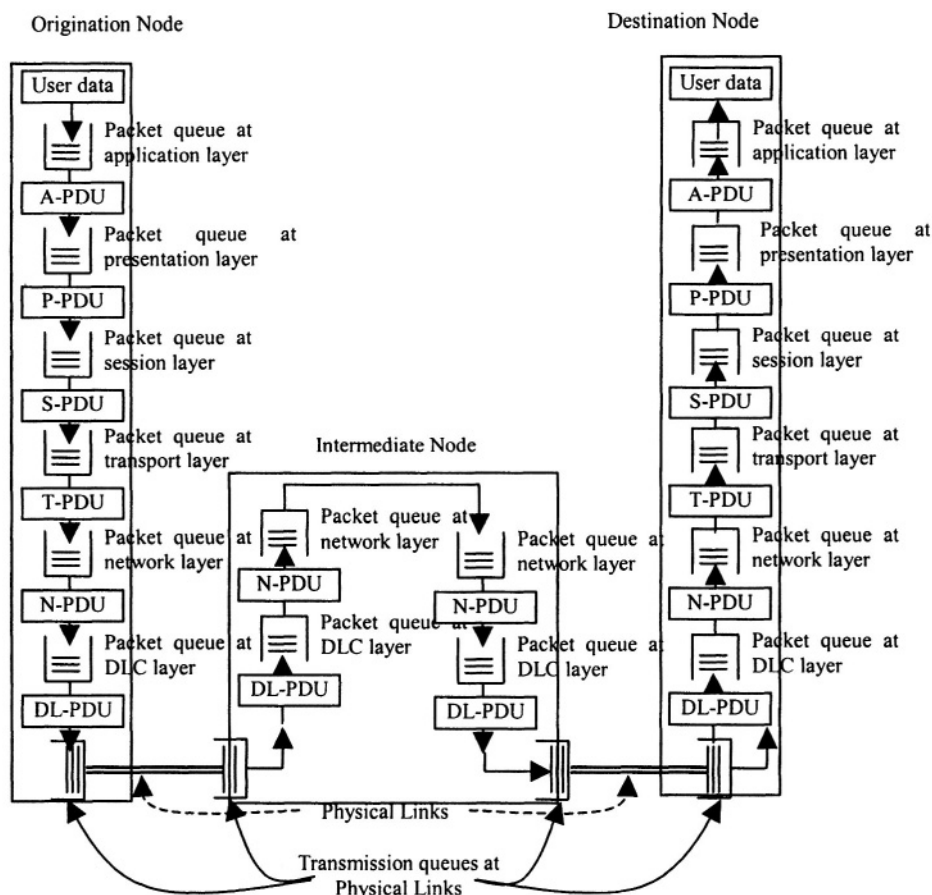 Origination Node
User data
Packet queue at
application layer
A-PDU
Packet queue at
presentation layer
P-PDU
Packet queue at
session layer
S-PDU
Packet queue at
transport layer
T-PDU
Packet queue at
network layer
N-PDU
Packet queue at
DLC layer
DL-PDU
Intermediate Node
Packet queue at
network layer
N-PDU
Packet queue at
DLC layer
DL-PDU
Packet queue at
network layer
N-PDU
Packet queue at
DLC layer
DL-PDU
Destination Node
User data
Packet queue at
application layer
A-PDU
Packet queue at
presentation layer
P-PDU
Packet queue at
session layer
S-PDU
Packet queue at
transport layer
T-PDU
Packet queue at
network layer
N-PDU
Packet queue at
DLC layer
DL-PDU
Physical Links
Transmission queues at
Physical Links